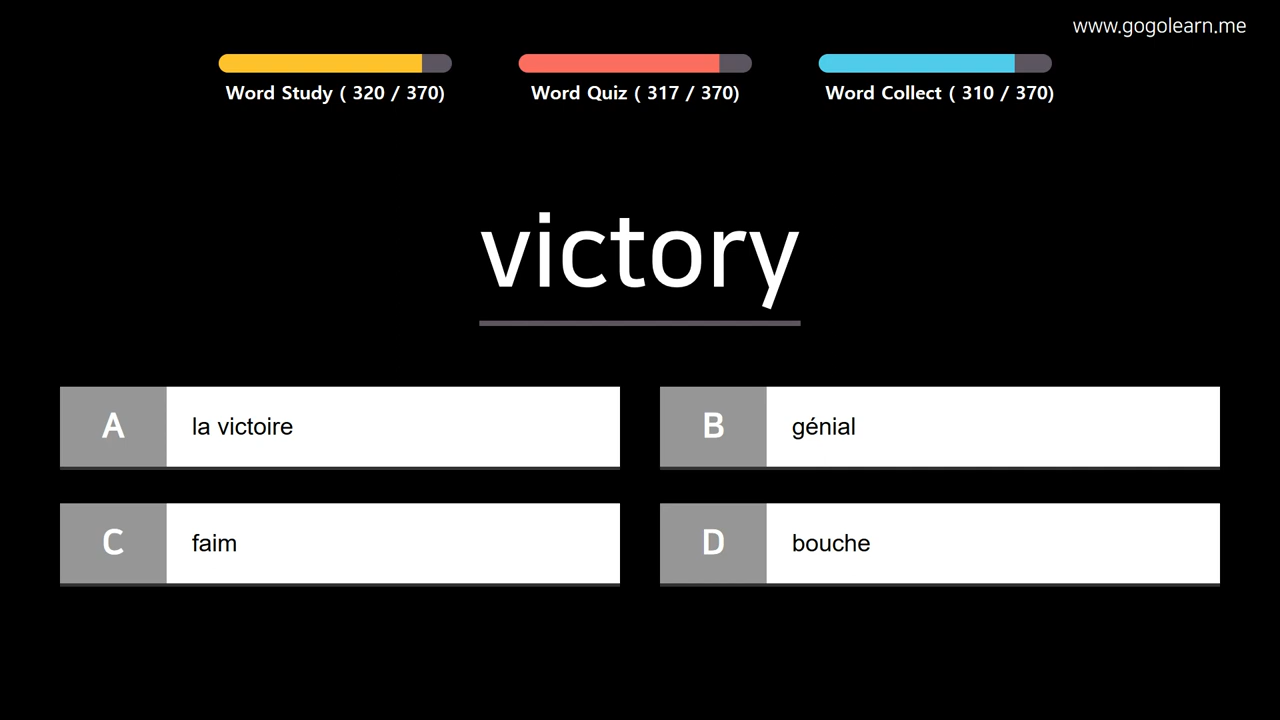 www.gogolearn.me
Word Study ( 320 / 370)
Word Quiz ( 317 / 370)
Word Collect ( 310 / 370)
victory
A la victoire
B génial
C faim
D bouche